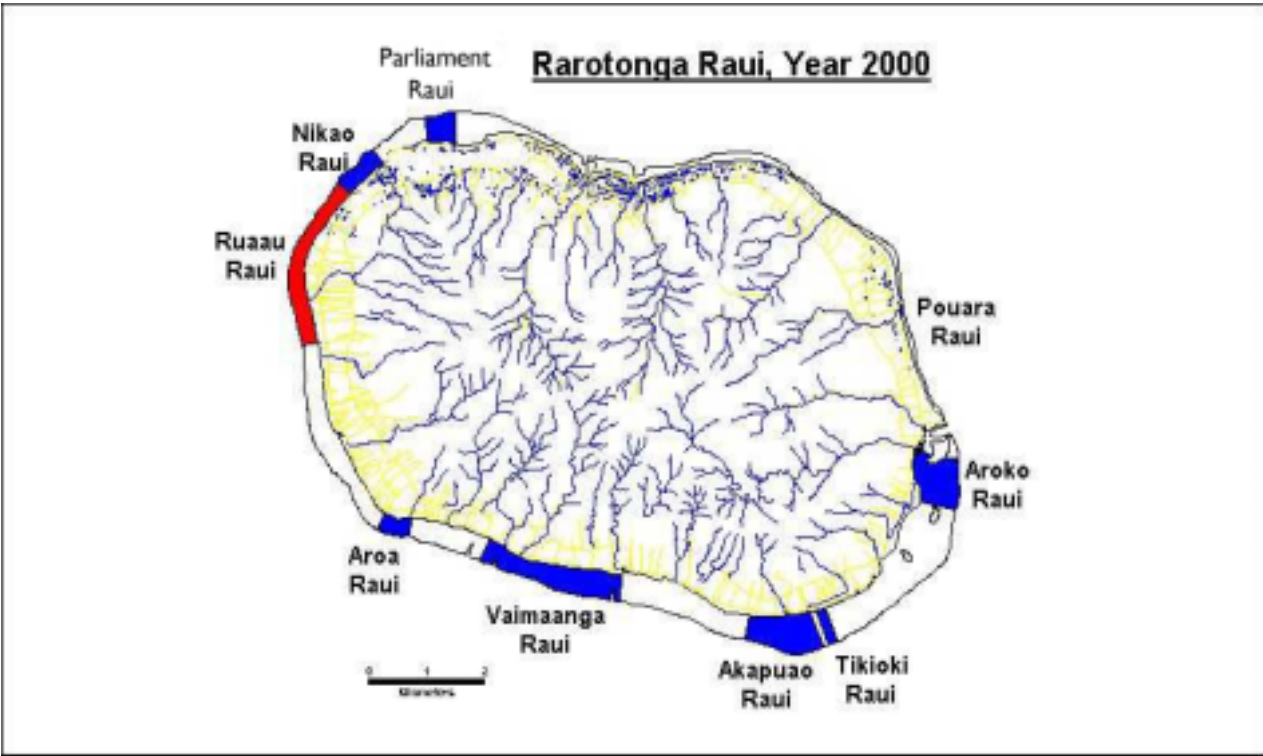 Rarotonga Raui, Year 2000
Parliament
Raui
Nikao
Raui
Ruaau
Raui
Pouara
Raui
Aroko
Raui
Aroa
Raui
Vaimaanga
Raui
Akapuao
Raui
Tikioki
Raui
0 1 2